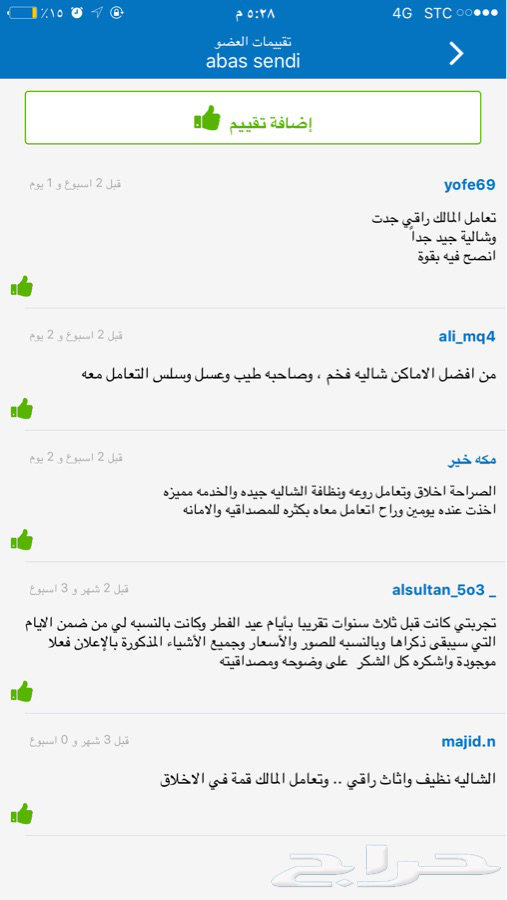 ٪١٥ ٥:٢٨ م 4G STC
تقييمات العضو
abas sendi
إضافة تقييم
yofe69 قبل 2 اسبوع و 1 يوم
تعامل المالك راقي جدت
وشالية جيد جداً
انصح فيه بقوة
ali_mq4 قبل 2 اسبوع و 2 يوم
من افضل الاماكن شاليه فخم ، وصاحبه طيب وعسل وسلس التعامل معه
مكه خير قبل 2 اسبوع و 2 يوم
الصراحة اخلاق وتعامل روعه ونظافة الشاليه جيده والخدمه مميزه
اخذت عنده يومين وراح اتعامل معاه بكثره للمصداقيه والامانه
alsultan_5o3 _ قبل 2 شهر و 3 اسبوع
تجربتي كانت قبل ثلاث سنوات تقريبا بأيام عيد الفطر وكانت بالنسبه لي من ضمن الايام
التي سيبقى ذكراها وبالنسبه للصور والأسعار وجميع الأشياء المذكورة بالإعلان فعلا
موجودة واشكره كل الشكر على وضوحه ومصداقيته
majid.n قبل 3 شهر و 0 اسبوع
الشاليه نظيف واثاث راقي .. وتعامل المالك قمة في الاخلاق
حراج